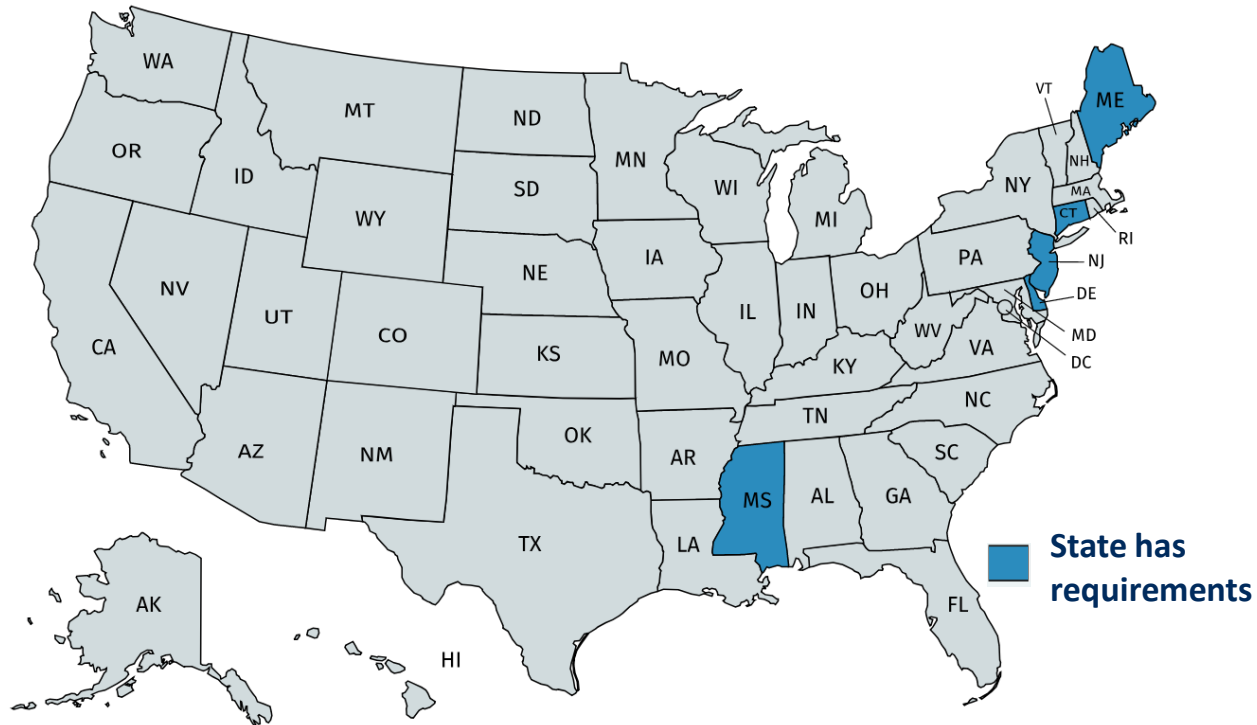 WA
MT
ND
MN
VT
ME
OR
ID
SD
WI
NH
NY
MA
WY
MI
CT
RI
IA
PA
NJ
NE
NV
UT
CO
IL
IN
OH
DE
CA
KS
MO
WV
MD
VA
DC
KY
NC
TN
OK
AZ
NM
AR
SC
MS
AL
GA
TX
LA
State has
requirements
AK
FL
HI